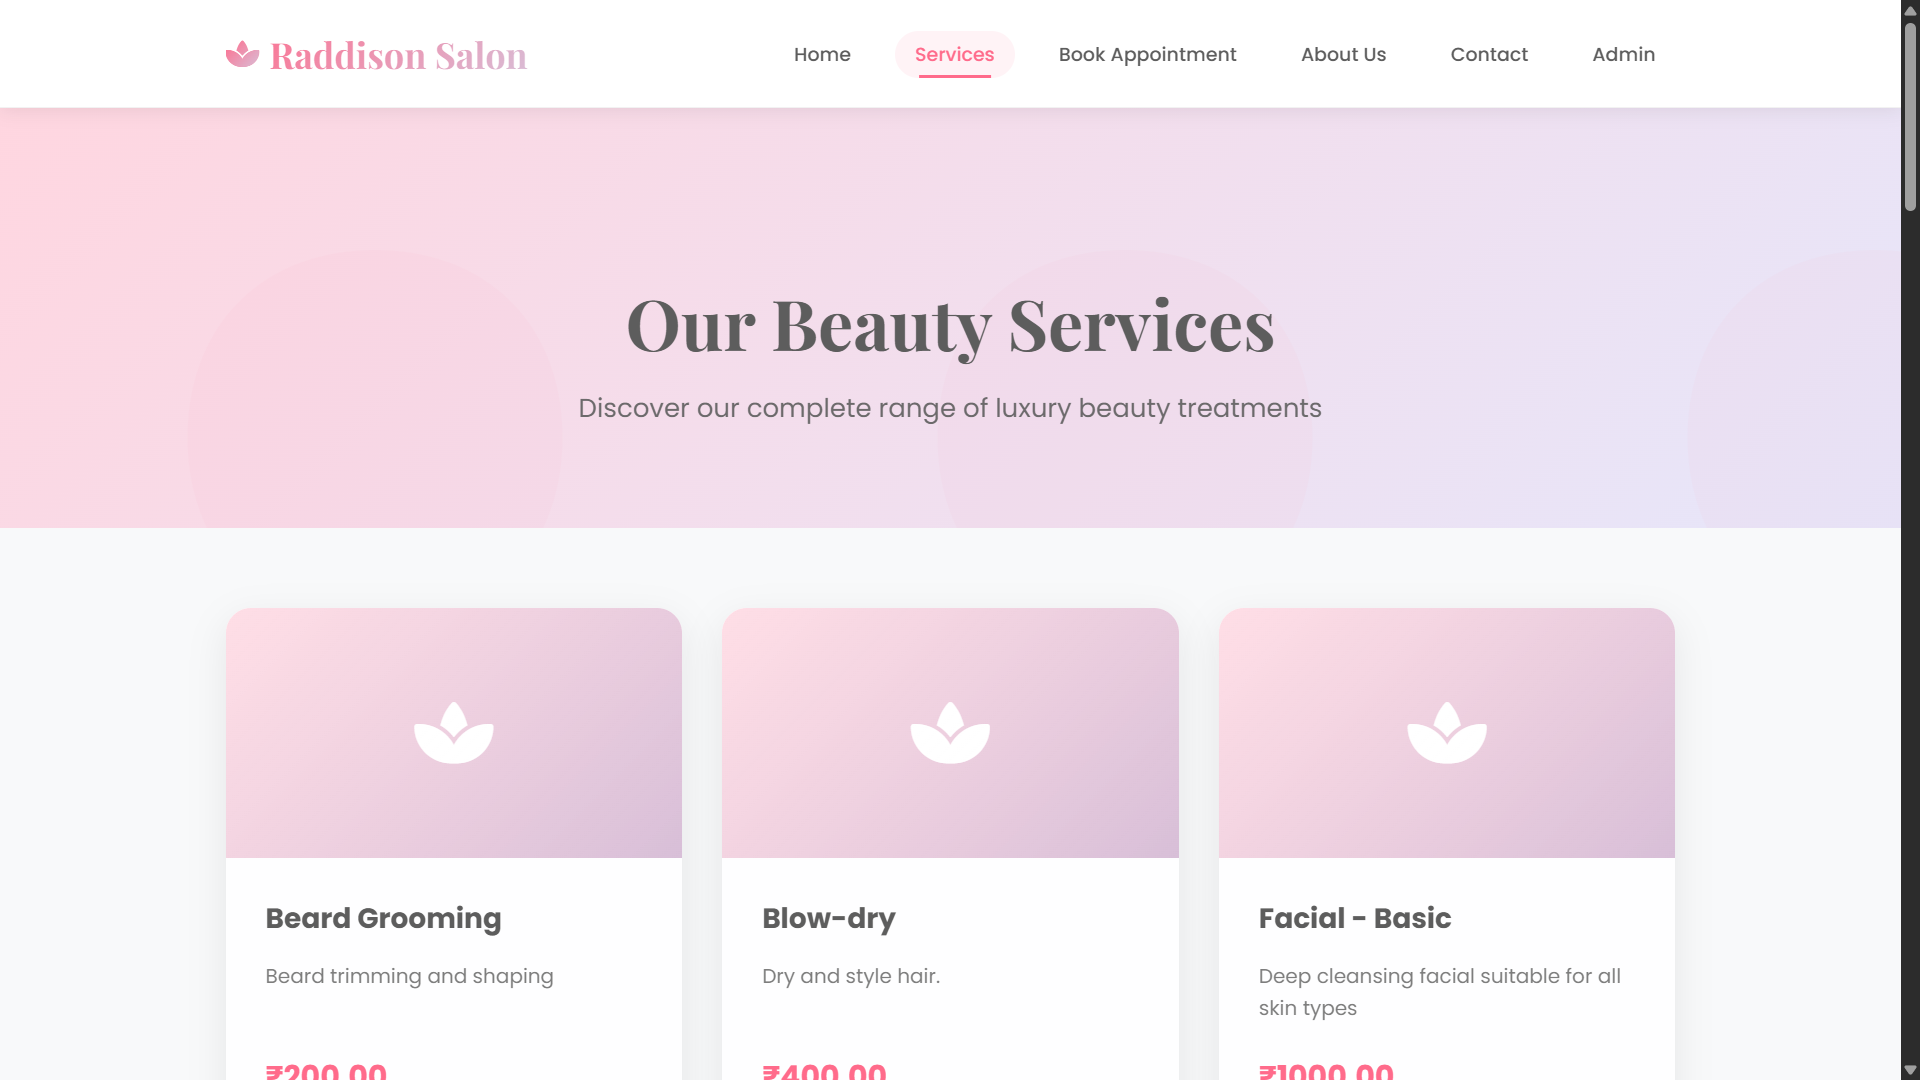 Raddison Salon
Home
Services
Book Appointment
About Us
Contact
Admin
Our Beauty Services
Discover our complete range of luxury beauty treatments
Beard Grooming
Beard trimming and shaping
₹200.00
Blow-dry
Dry and style hair.
₹400.00
Facial - Basic
Deep cleansing facial suitable for all
skin types
₹1000.00